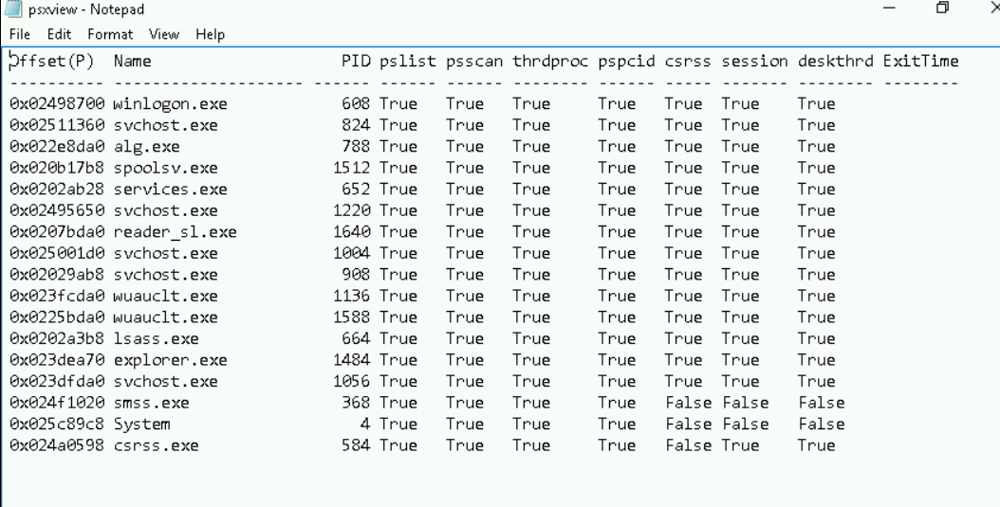 psxview - Notepad
File Edit Format View Help
Offset(P) Name PID pslist psscan thrdproc pspcid csrss session deskthrd ExitTime
---------- -------------------- ------ ------ ------ -------- ------ ----- ------- -------- --------
0x02498700 winlogon.exe 608 True True True True True True True
0x02511360 svchost.exe 824 True True True True True True True
0x022e8da0 alg.exe 788 True True True True True True True
0x020b17b8 spoolsv.exe 1512 True True True True True True True
0x0202ab28 services.exe 652 True True True True True True True
0x02495650 svchost.exe 1220 True True True True True True True
0x0207bda0 reader_sl.exe 1640 True True True True True True True
0x025001d0 svchost.exe 1004 True True True True True True True
0x02029ab8 svchost.exe 908 True True True True True True True
0x023fcda0 wuauclt.exe 1136 True True True True True True True
0x0225bda0 wuauclt.exe 1588 True True True True True True True
0x0202a3b8 lsass.exe 664 True True True True True True True
0x023dea70 explorer.exe 1484 True True True True True True True
0x023dfda0 svchost.exe 1056 True True True True True True True
0x024f1020 smss.exe 368 True True True True False False False
0x025c89c8 System 4 True True True True False False False
0x024a0598 csrss.exe 584 True True True True False True True